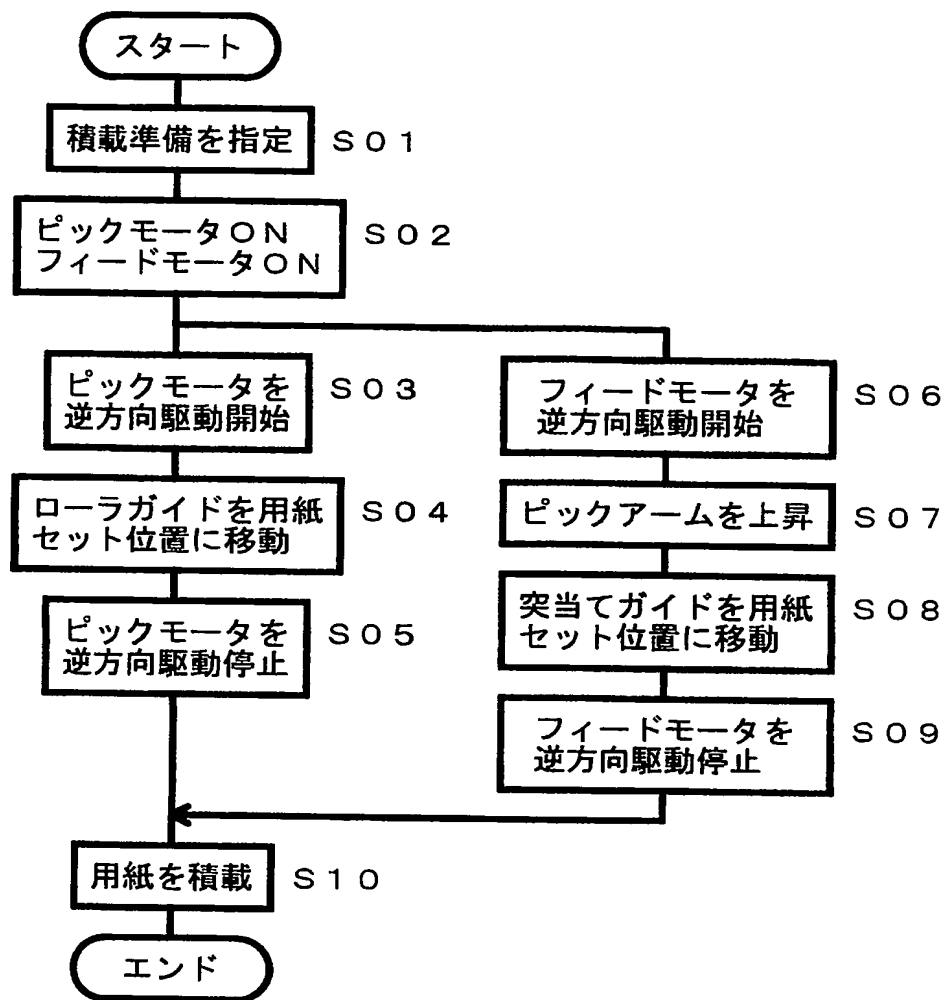 スタート
積載準備を指定
S01
ピックモータON
フィードモータON
S02
ピックモータを
逆方向駆動開始
S03
ローラガイドを用紙
セット位置に移動
S04
ピックモータを
逆方向駆動停止
S05
フィードモータを
逆方向駆動開始
S06
ピックアームを上昇
S07
突当てガイドを用紙
セット位置に移動
S08
フィードモータを
逆方向駆動停止
S09
用紙を積載
S10
エンド